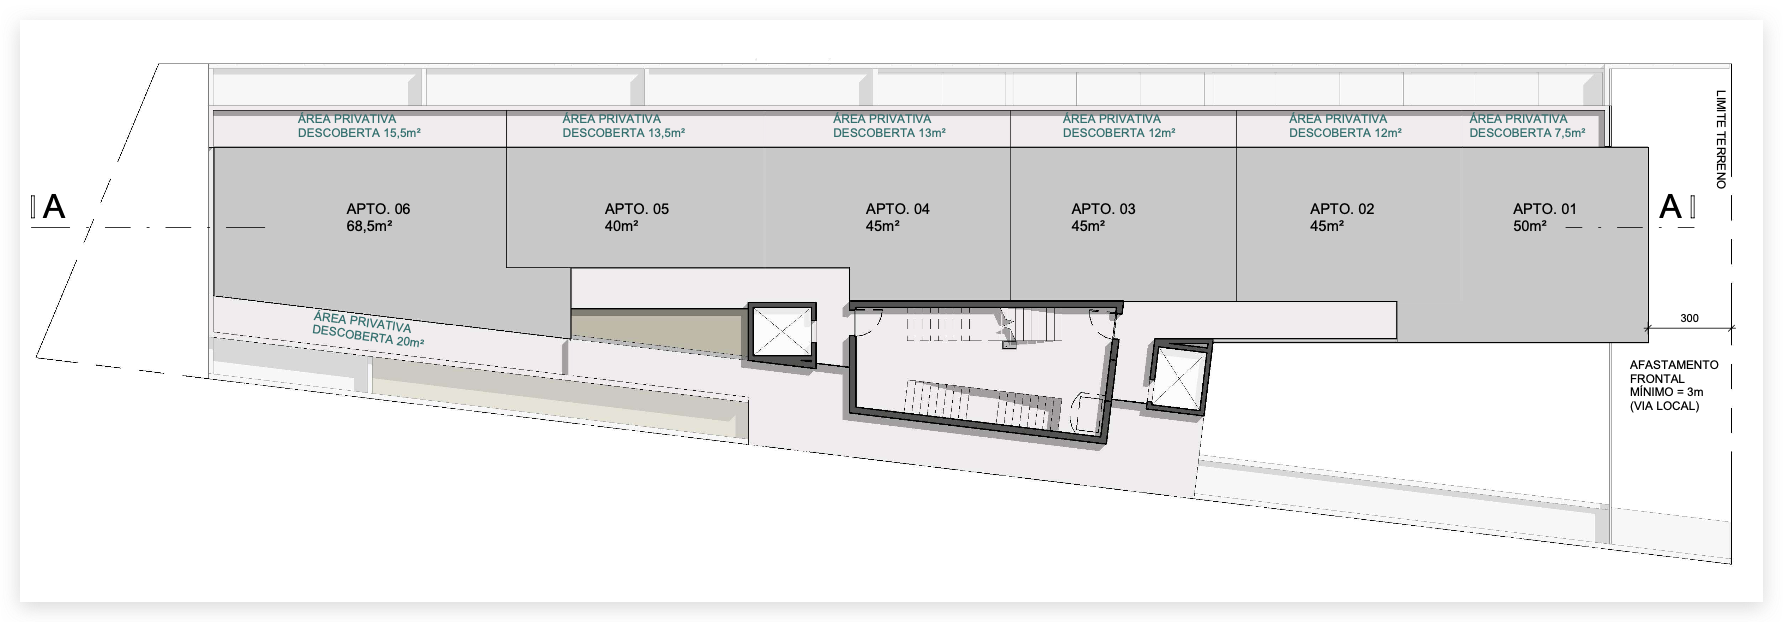 ÁREA PRIVATIVA
DESCOBERTA 15,5m²
ÁREA PRIVATIVA
DESCOBERTA 13,5m²
ÁREA PRIVATIVA
DESCOBERTA 13m²
ÁREA PRIVATIVA
DESCOBERTA 12m²
ÁREA PRIVATIVA
DESCOBERTA 12m²
ÁREA PRIVATIVA
DESCOBERTA 7,5m²
LIMITE TERRENO
A
APTO. 06
68,5m²
APTO. 05
40m²
APTO. 04
45m²
APTO. 03
45m²
APTO. 02
45m²
APTO. 01
50m²
A
ÁREA PRIVATIVA
DESCOBERTA 20m²
300
AFASTAMENTO
FRONTAL
MÍNIMO = 3m
(VIA LOCAL)